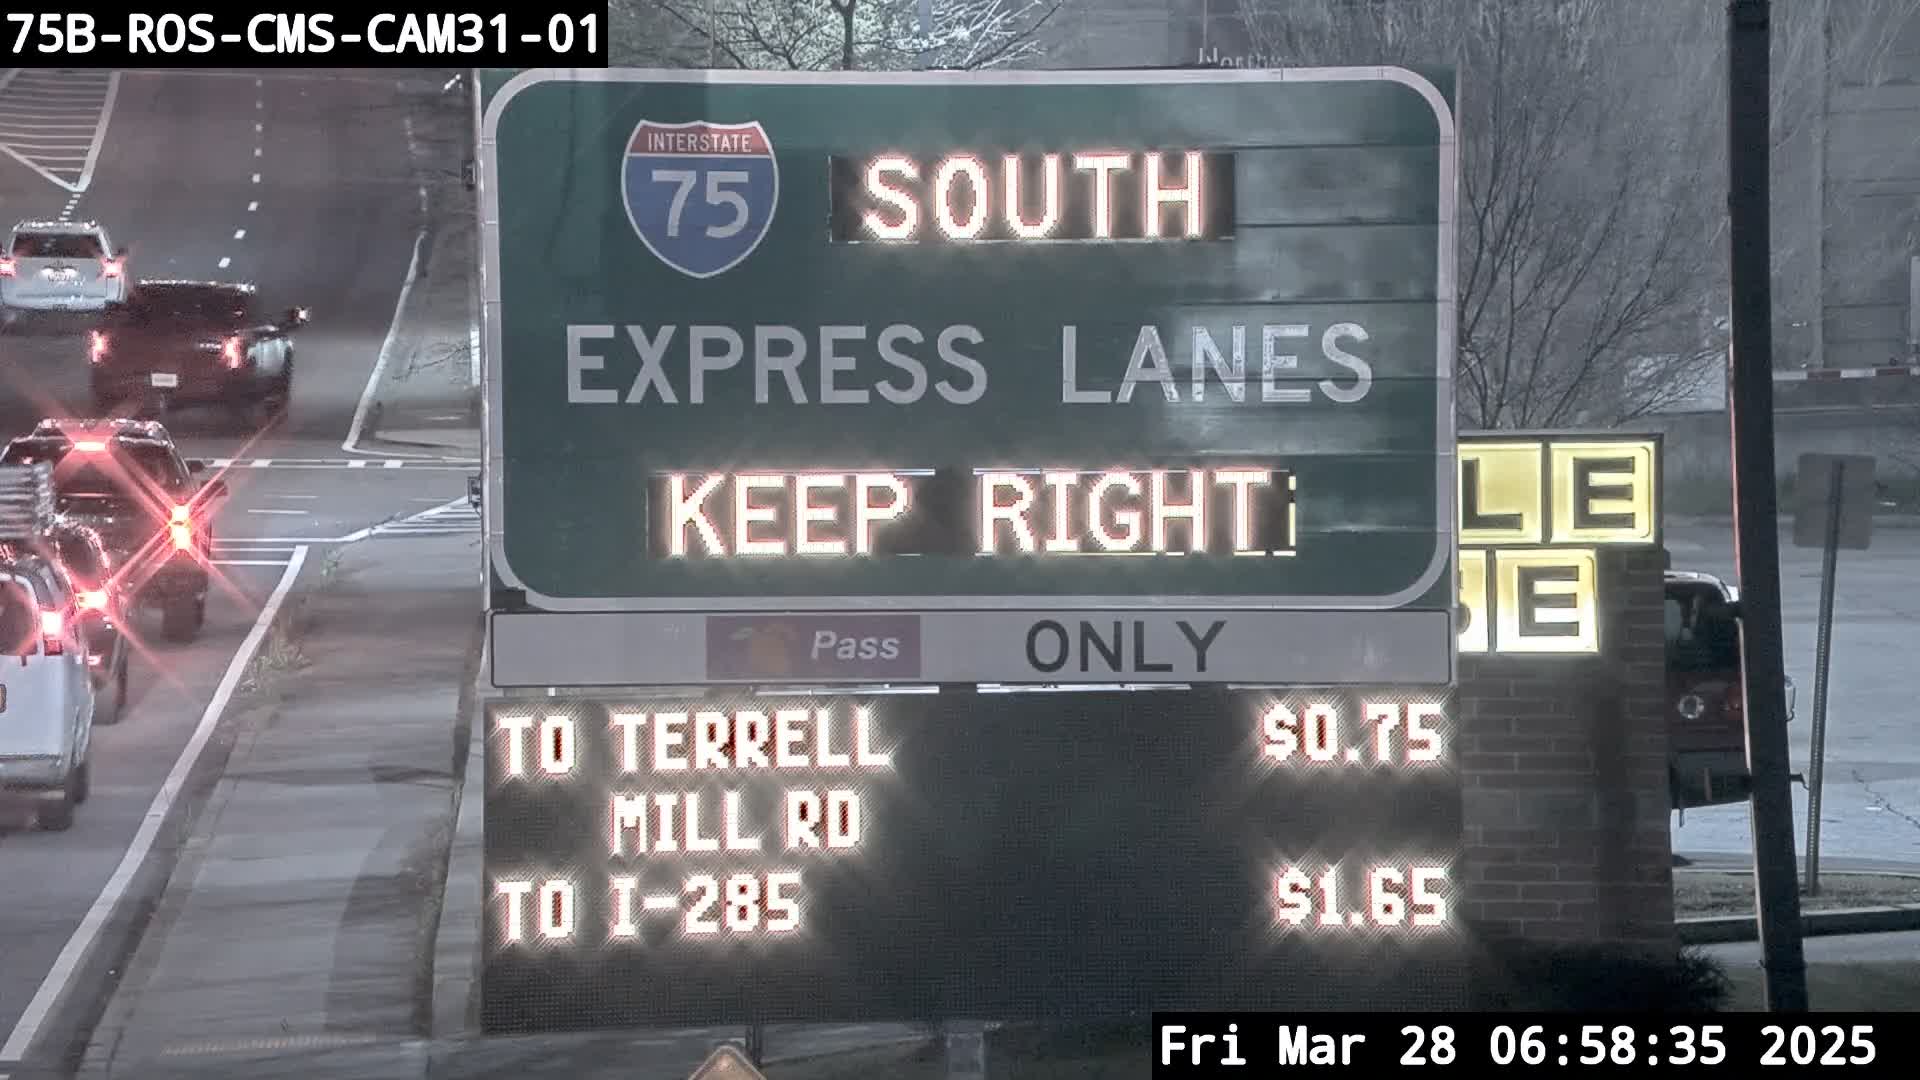 75B-ROS-CMS-CAM31-01
INTERSTATE
75
SOUTH
EXPRESS LANES
KEEP RIGHT
Pass ONLY
TO TERRELL $0.75
MILL RD
TO I-285 $1.65
LE
E
Fri Mar 28 06:58:35 2025